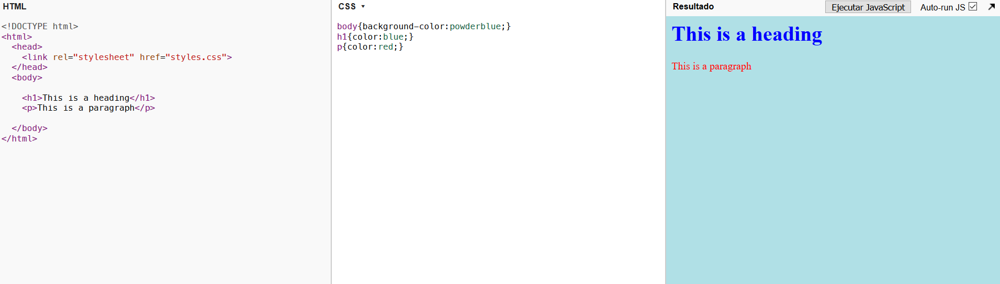 HTML
<!DOCTYPE html>
<html>
  <head>
    <link rel="stylesheet" href="styles.css">
  </head>
  <body>

    <h1>This is a heading</h1>
    <p>This is a paragraph</p>

  </body>
</html>
CSS ▼
body{background-color:powderblue;}
h1{color:blue;}
p{color:red;}
Resultado
Ejecutar JavaScript
Auto-run JS
This is a heading
This is a paragraph